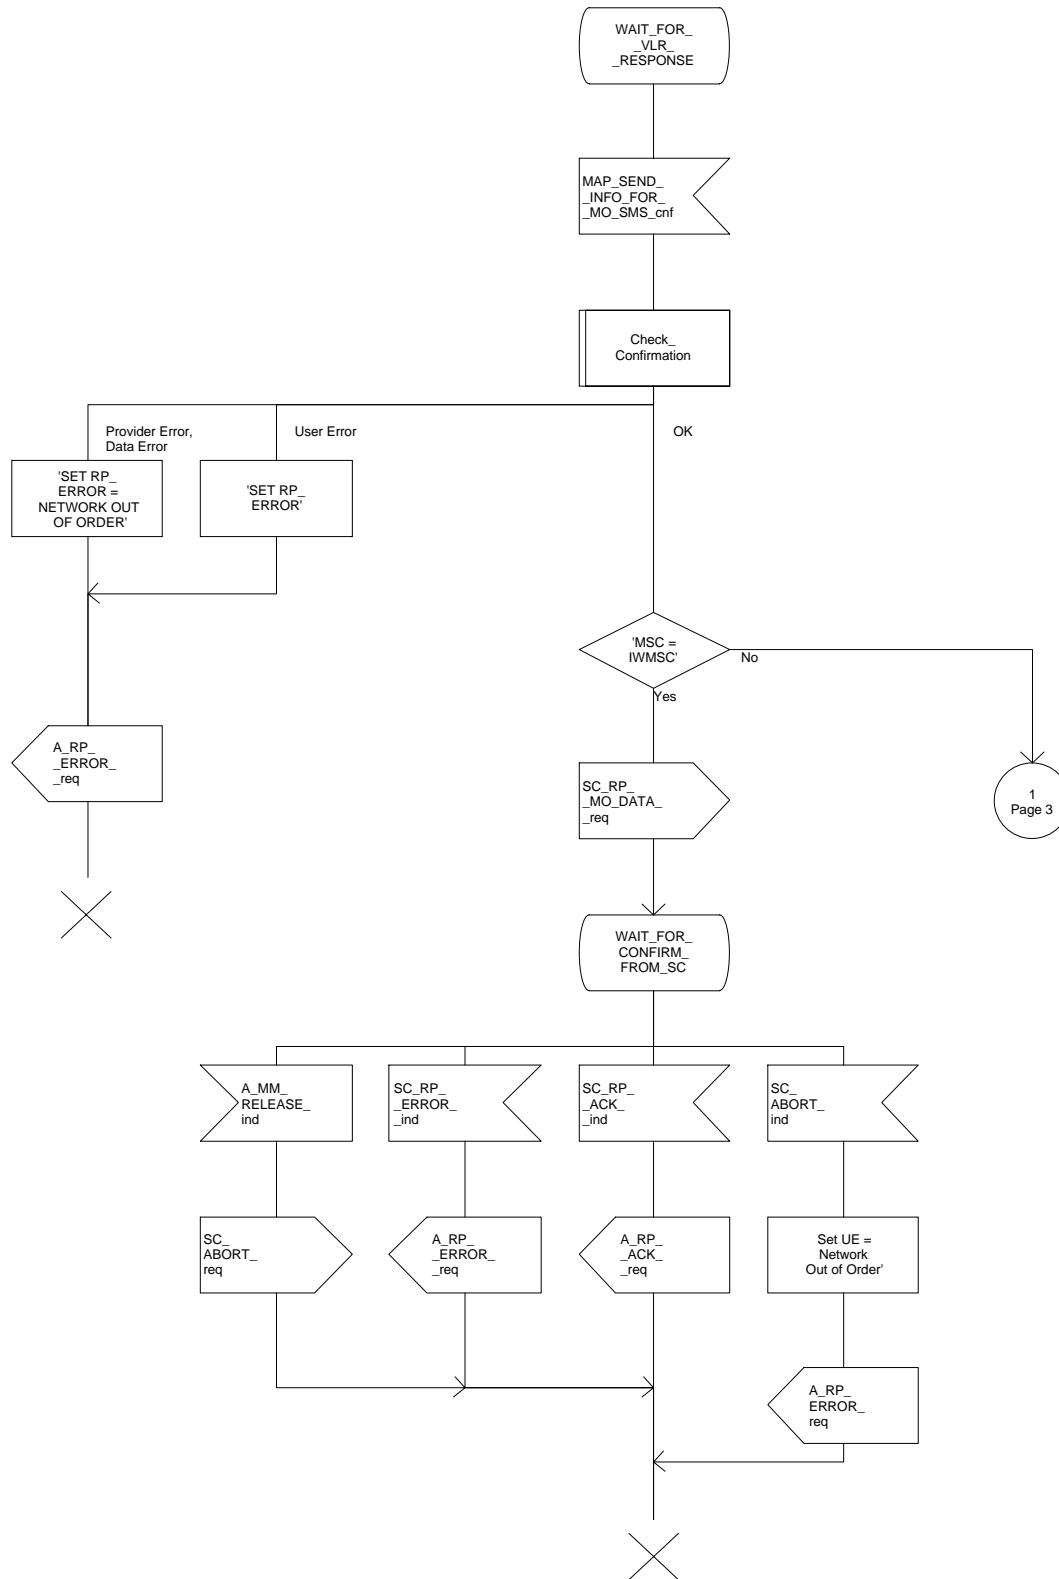 WAIT_FOR_
_VLR_
_RESPONSE
MAP_SEND_
_INFO_FOR_
_MO_SMS_cnf
Check_
Confirmation
Provider Error,
Data Error
User Error
OK
'SET RP_
ERROR =
NETWORK OUT
OF ORDER'
'SET RP_
ERROR'
'MSC =
IWMSC'
No
Yes
A_RP_
_ERROR_
_req
SC_RP_
_MO_DATA_
_req
1
Page 3
WAIT_FOR_
CONFIRM_
FROM_SC
A_MM_
RELEASE_
ind
SC_RP_
_ERROR_
_ind
SC_RP_
_ACK_
_ind
SC_
ABORT_
ind
SC_
ABORT_
req
A_RP_
_ERROR_
_req
A_RP_
_ACK_
_req
Set UE =
Network
Out of Order'
A_RP_
ERROR_
req